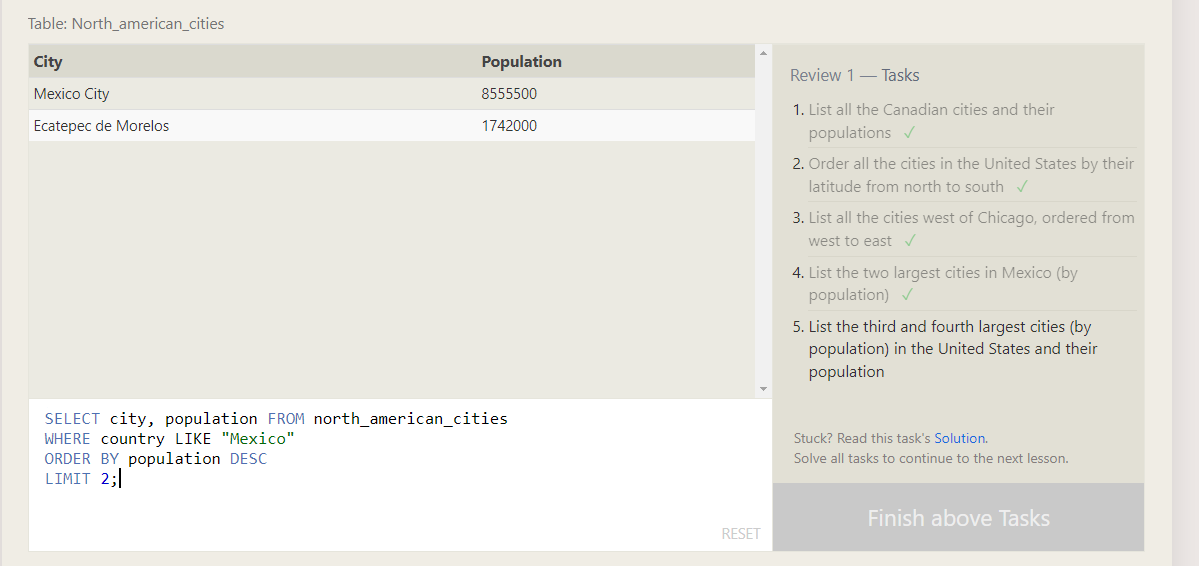 Table: North_american_cities
City Population
Mexico City 8555500
Ecatepec de Morelos 1742000
SELECT city, population FROM north_american_cities
WHERE country LIKE "Mexico"
ORDER BY population DESC
LIMIT 2;
RESET
Review 1 — Tasks
1. List all the Canadian cities and their
populations ✓
2. Order all the cities in the United States by their
latitude from north to south ✓
3. List all the cities west of Chicago, ordered from
west to east ✓
4. List the two largest cities in Mexico (by
population) ✓
5. List the third and fourth largest cities (by
population) in the United States and their
population
Stuck? Read this task's Solution.
Solve all tasks to continue to the next lesson.
Finish above Tasks